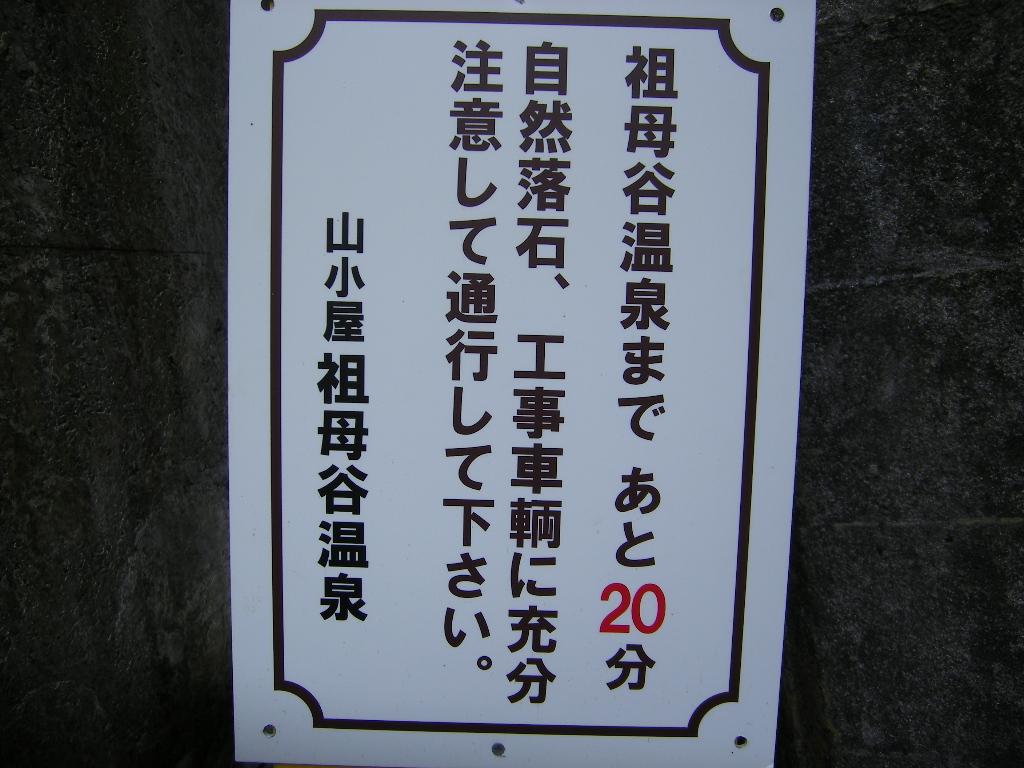 祖母谷温泉まで あと20分
自然落石、工事車輌に充分
注意して通行して下さい。
山小屋 祖母谷温泉